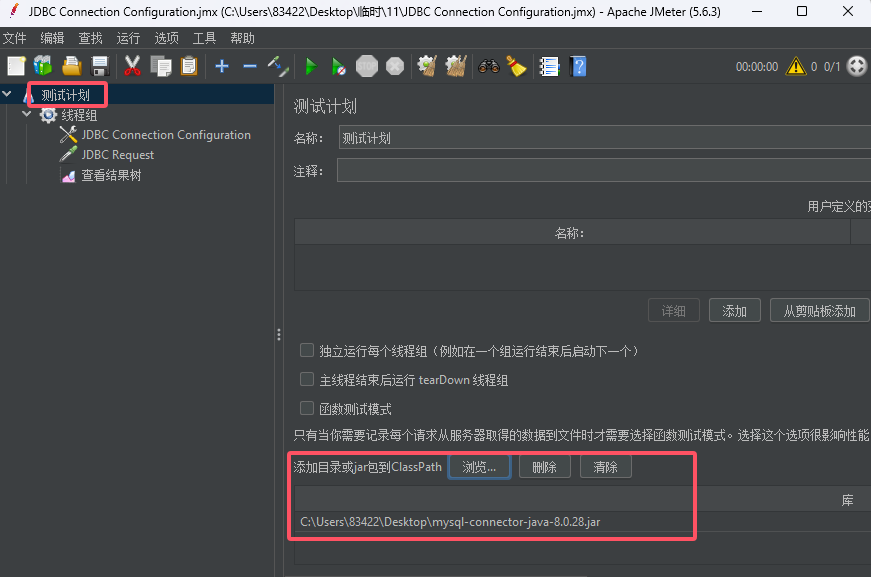 JDBC Connection Configuration.jmx (C:\Users\83422\Desktop\临时\11\JDBC Connection Configuration.jmx) - Apache JMeter (5.6.3)
文件 编辑 查找 运行 选项 工具 帮助
STOP 00:00:00 0 0/1
测试计划
线程组
JDBC Connection Configuration
JDBC Request
查看结果树
测试计划
名称： 测试计划
注释：
用户定义的变
名称：
详细 添加 从剪贴板添加
独立运行每个线程组（例如在一个组运行结束后启动下一个）
主线程结束后运行 tearDown 线程组
函数测试模式
只有当你需要记录每个请求从服务器取得的数据到文件时才需要选择函数测试模式。选择这个选项很影响性能
添加目录或jar包到ClassPath 浏览... 删除 清除
库
C:\Users\83422\Desktop\mysql-connector-java-8.0.28.jar